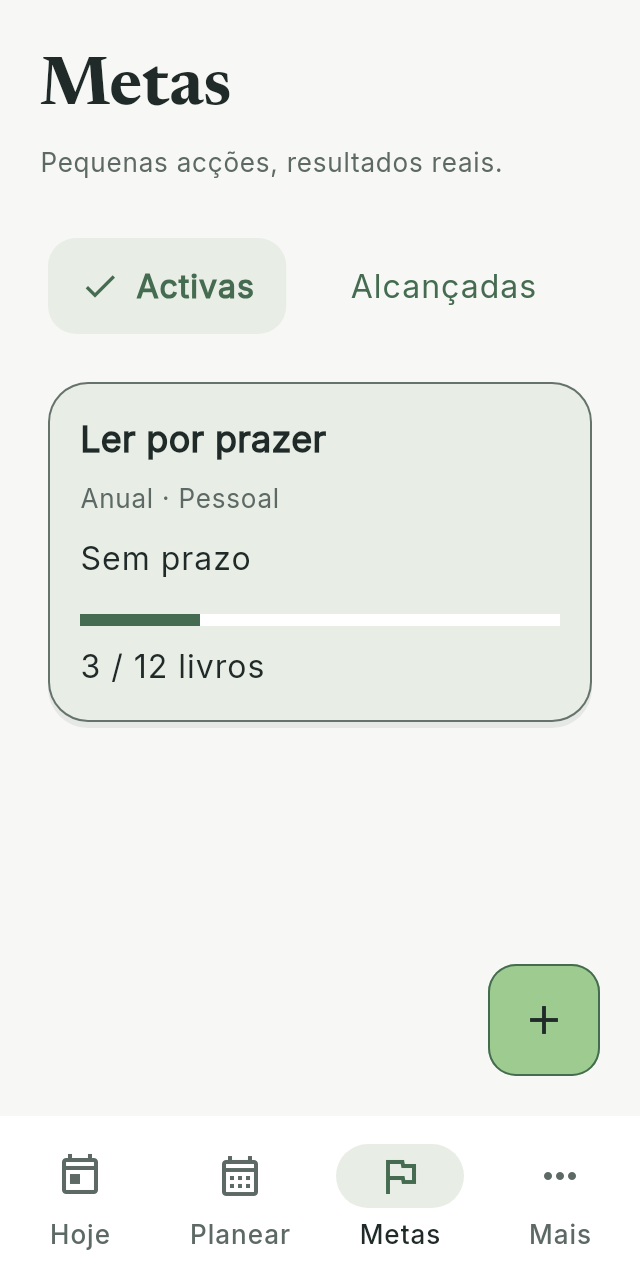 Metas
Pequenas acções, resultados reais.
Activas
Alcançadas
Ler por prazer
Anual · Pessoal
Sem prazo
3 / 12 livros
Hoje
Planear
Metas
Mais